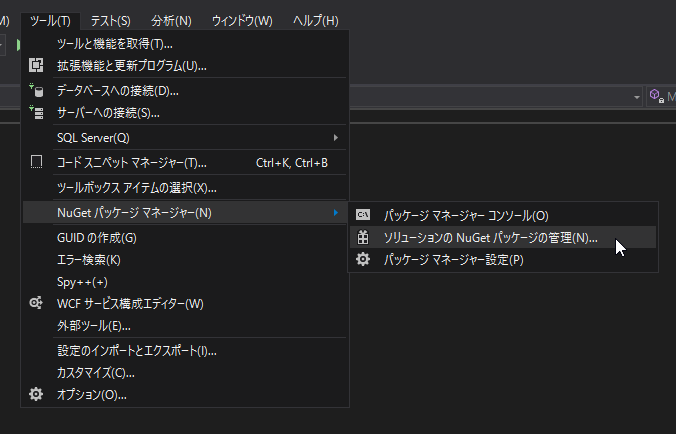 M) ツール(T) テスト(S) 分析(N) ウィンドウ(W) ヘルプ(H)
ツールと機能を取得(T)...
拡張機能と更新プログラム(U)...
データベースへの接続(D)...
サーバーへの接続(S)...
SQL Server(Q)
コード スニペット マネージャー(T)... Ctrl+K, Ctrl+B
ツールボックス アイテムの選択(X)...
NuGet パッケージ マネージャー(N)
パッケージ マネージャー コンソール(O)
ソリューションの NuGet パッケージの管理(N)...
パッケージ マネージャー設定(P)
GUID の作成(G)
エラー検索(K)
Spy++(+)
WCF サービス構成エディター(W)
外部ツール(E)...
設定のインポートとエクスポート(I)...
カスタマイズ(C)...
オプション(O)...
C:\
M